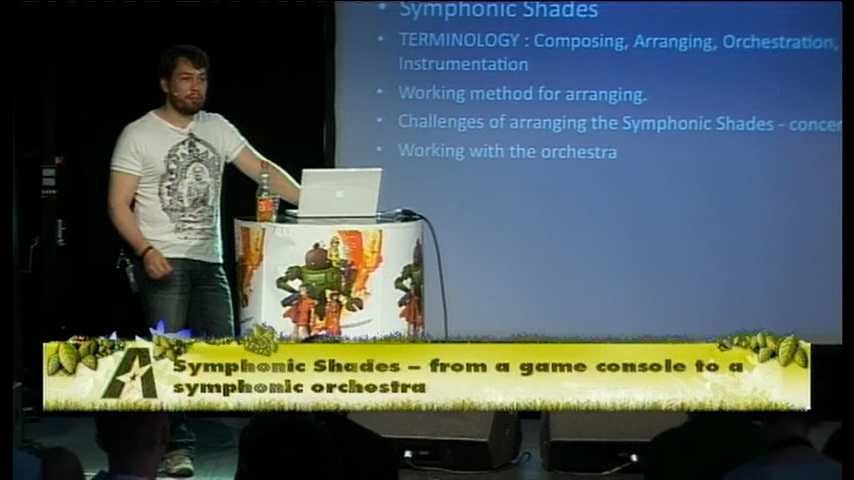 • Symphonic Shades
• TERMINOLOGY : Composing, Arranging, Orchestration,
Instrumentation
• Working method for arranging.
• Challenges of arranging the Symphonic Shades - concer
• Working with the orchestra
Symphonic Shades – from a game console to a
symphonic orchestra